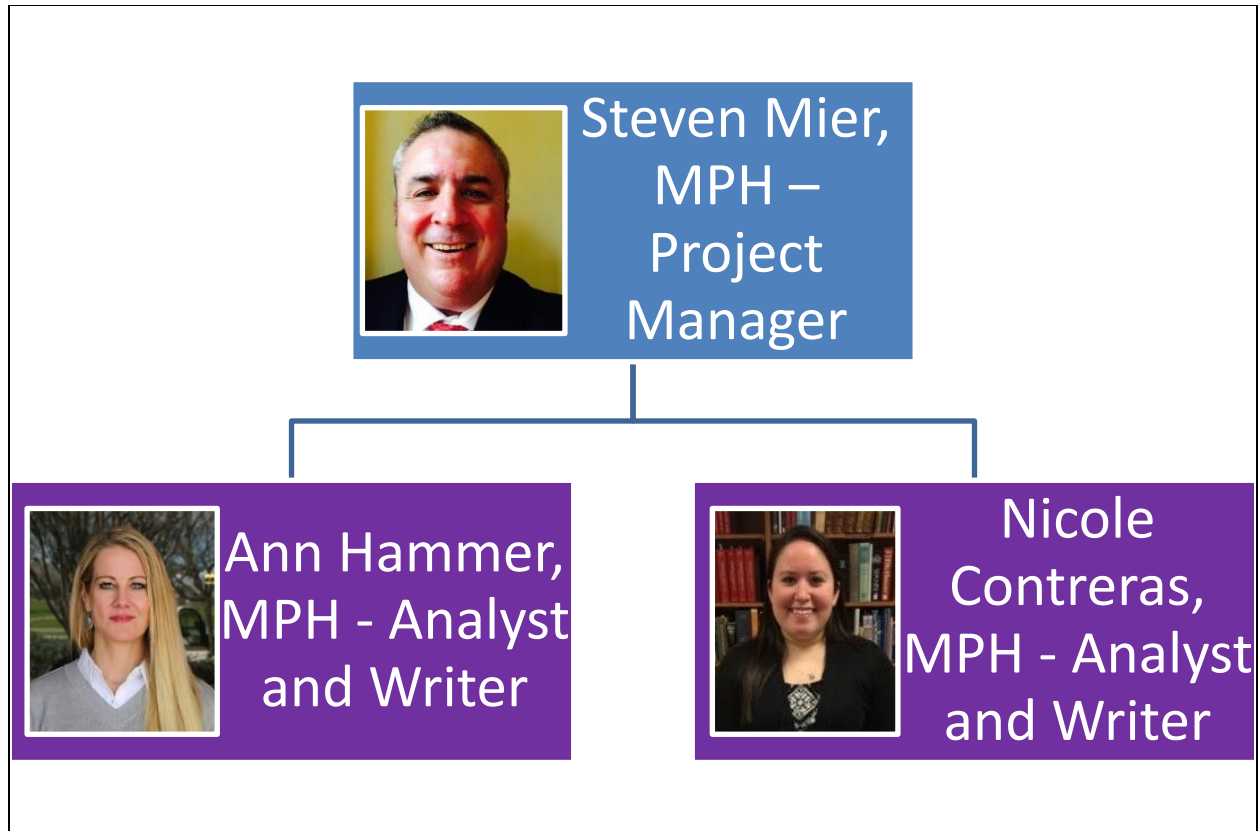 Steven Mier,
MPH –
Project
Manager
Ann Hammer,
MPH - Analyst
and Writer
Nicole
Contreras,
MPH - Analyst
and Writer